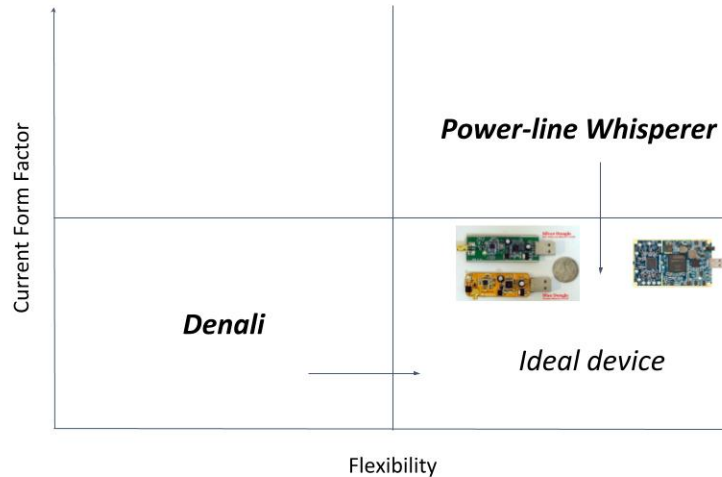 Current Form Factor
Power-line Whisperer
Denali
Ideal device
Flexibility